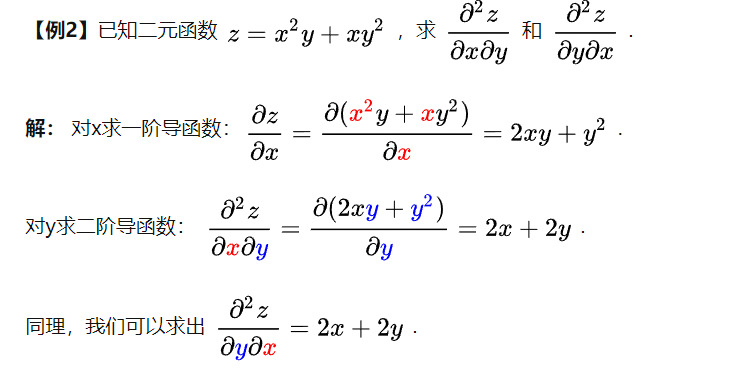 【例2】已知二元函数 $z = x^2y + xy^2$ ，求 $\frac{\partial^2 z}{\partial x \partial y}$ 和 $\frac{\partial^2 z}{\partial y \partial x}$ .
解： 对x求一阶导函数： $\frac{\partial z}{\partial x} = \frac{\partial(x^2y + xy^2)}{\partial x} = 2xy + y^2$ .
对y求二阶导函数： $\frac{\partial^2 z}{\partial x \partial y} = \frac{\partial(2xy + y^2)}{\partial y} = 2x + 2y$ .
同理，我们可以求出 $\frac{\partial^2 z}{\partial y \partial x} = 2x + 2y$ .